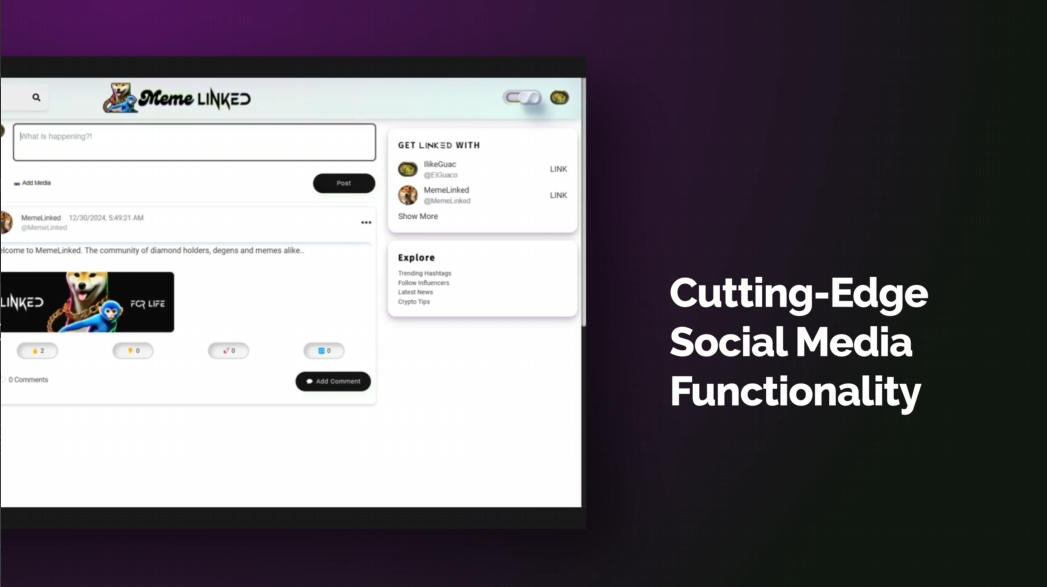 Meme LINKED
What is happening?!
Add Media
Post
MemeLinked 12/30/2024, 5:49:21 AM
@MemeLinked
elcome to MemeLinked. The community of diamond holders, degens and memes alike..
LINKED FOR LIFE
2
0
0
0
0 Comments
Add Comment
GET LINKED WITH
IlikeGuac
@ElGuaco
LINK
MemeLinked
@MemeLinked
LINK
Show More
Explore
Trending Hashtags
Follow Influencers
Latest News
Crypto Tips
Cutting-Edge
Social Media
Functionality